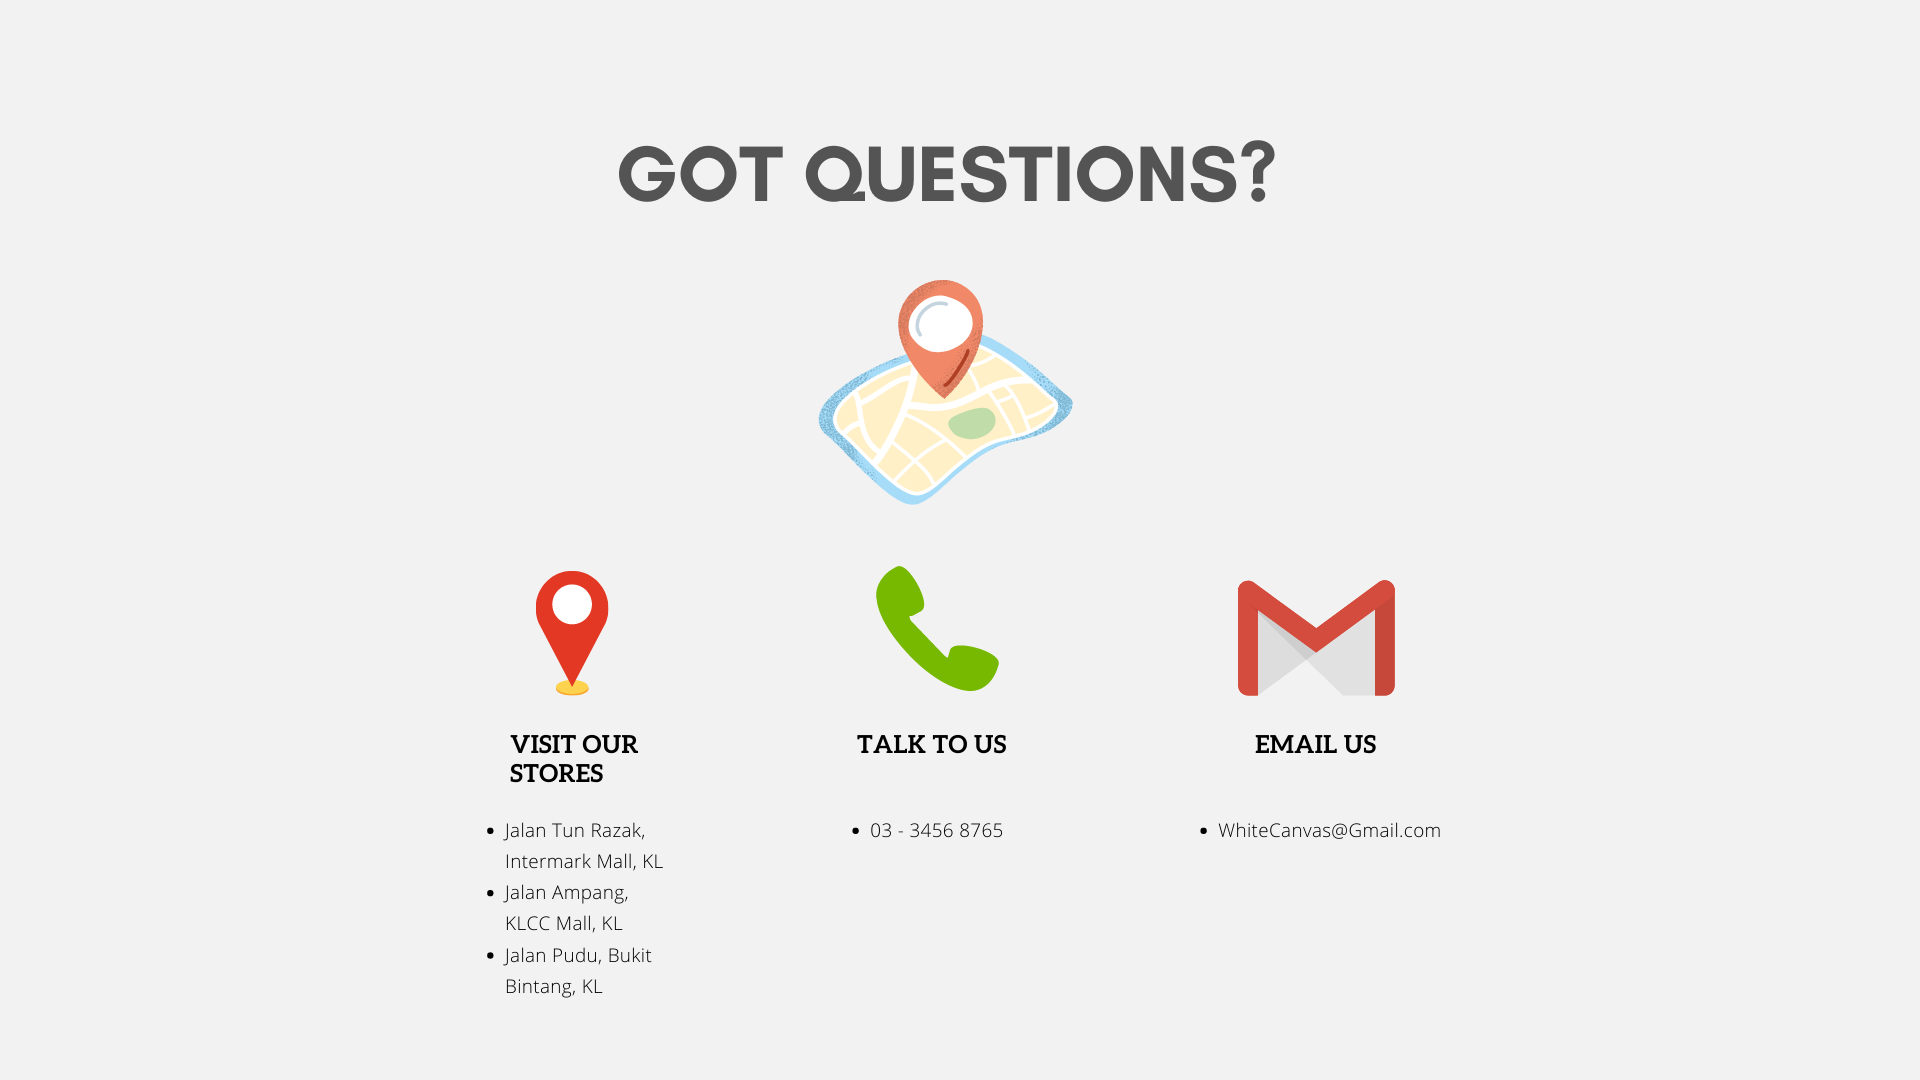 GOT QUESTIONS?
VISIT OUR
STORES
• Jalan Tun Razak,
Intermark Mall, KL
• Jalan Ampang,
KLCC Mall, KL
• Jalan Pudu, Bukit
Bintang, KL
TALK TO US
• 03 - 3456 8765
EMAIL US
• WhiteCanvas@Gmail.com